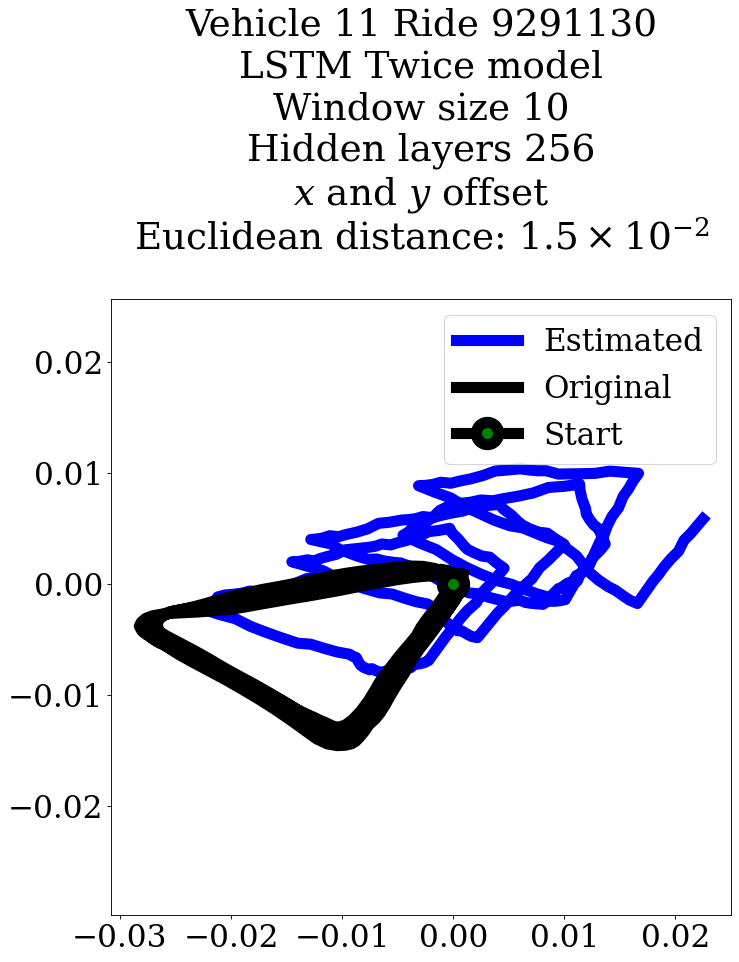 Vehicle 11 Ride 9291130
LSTM Twice model
Window size 10
Hidden layers 256
x and y offset
Euclidean distance: 1.5 × 10⁻²
Estimated
Original
Start
0.02
0.01
0.00
−0.01
−0.02
−0.03 −0.02 −0.01 0.00 0.01 0.02